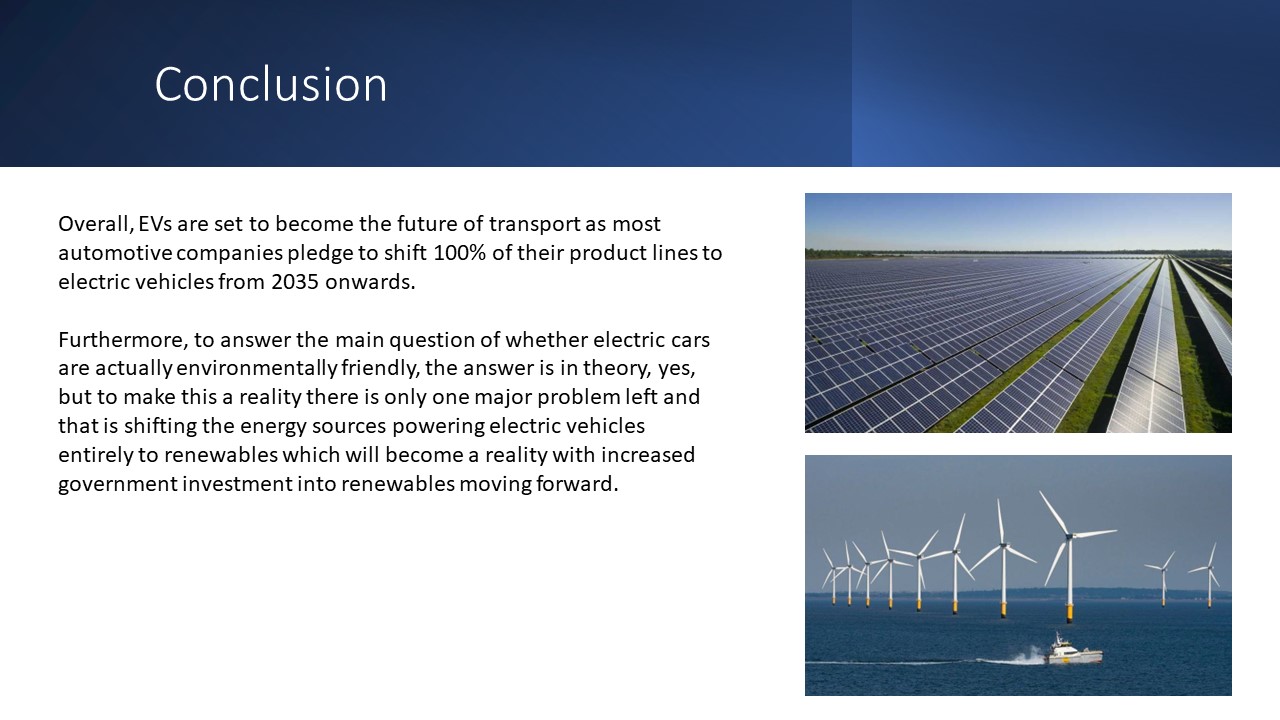 Conclusion
Overall, EVs are set to become the future of transport as most
automotive companies pledge to shift 100% of their product lines to
electric vehicles from 2035 onwards.
Furthermore, to answer the main question of whether electric cars
are actually environmentally friendly, the answer is in theory, yes,
but to make this a reality there is only one major problem left and
that is shifting the energy sources powering electric vehicles
entirely to renewables which will become a reality with increased
government investment into renewables moving forward.